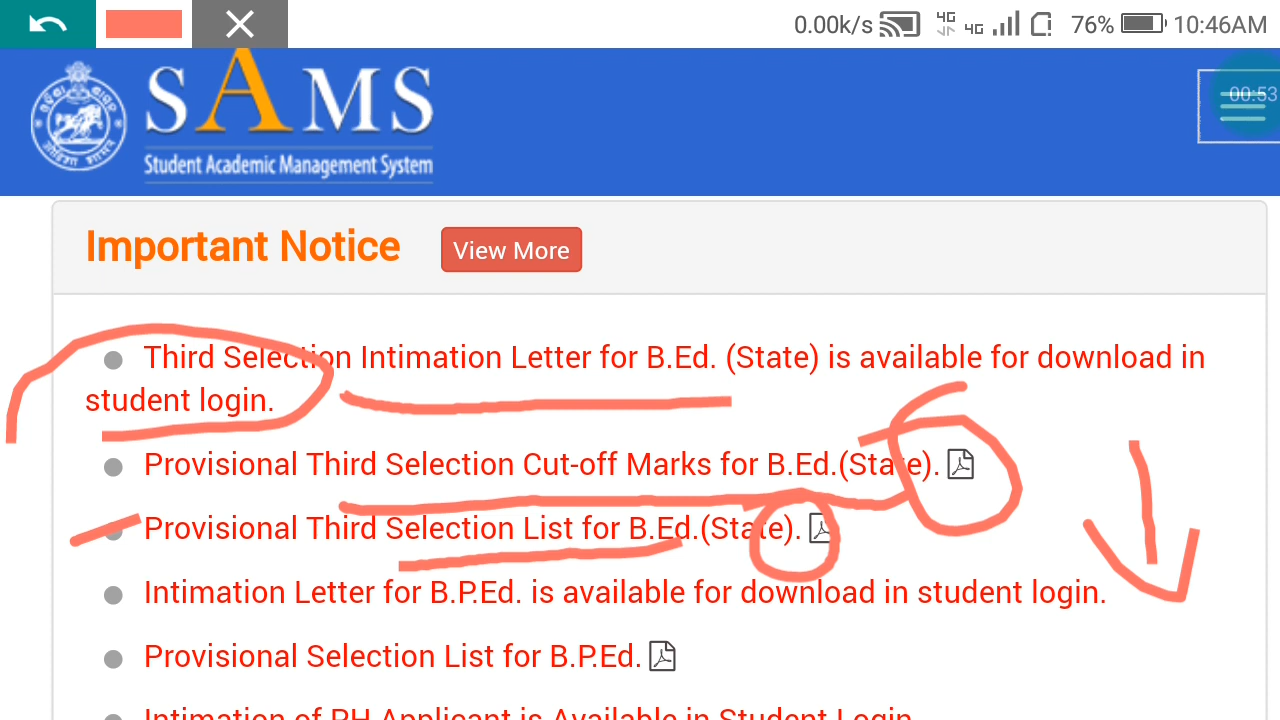 0.00k/s 4G 4G 76% 10:46AM
SAMS
Student Academic Management System
00:53
Important Notice View More
Third Selection Intimation Letter for B.Ed. (State) is available for download in
student login.
Provisional Third Selection Cut-off Marks for B.Ed.(State).
Provisional Third Selection List for B.Ed.(State).
Intimation Letter for B.P.Ed. is available for download in student login.
Provisional Selection List for B.P.Ed.
Intimation of PH Applicant is Available in Student Login